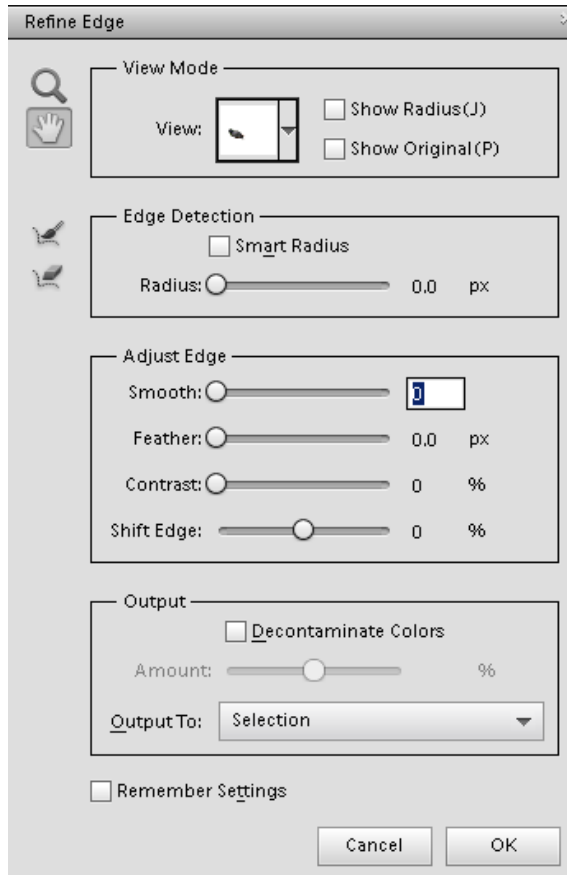 Refine Edge
View Mode
View:
Show Radius(J)
Show Original(P)
Edge Detection
Smart Radius
Radius: 0.0 px
Adjust Edge
Smooth: 0
Feather: 0.0 px
Contrast: 0 %
Shift Edge: 0 %
Output
Decontaminate Colors
Amount: %
Output To: Selection
Remember Settings
Cancel OK